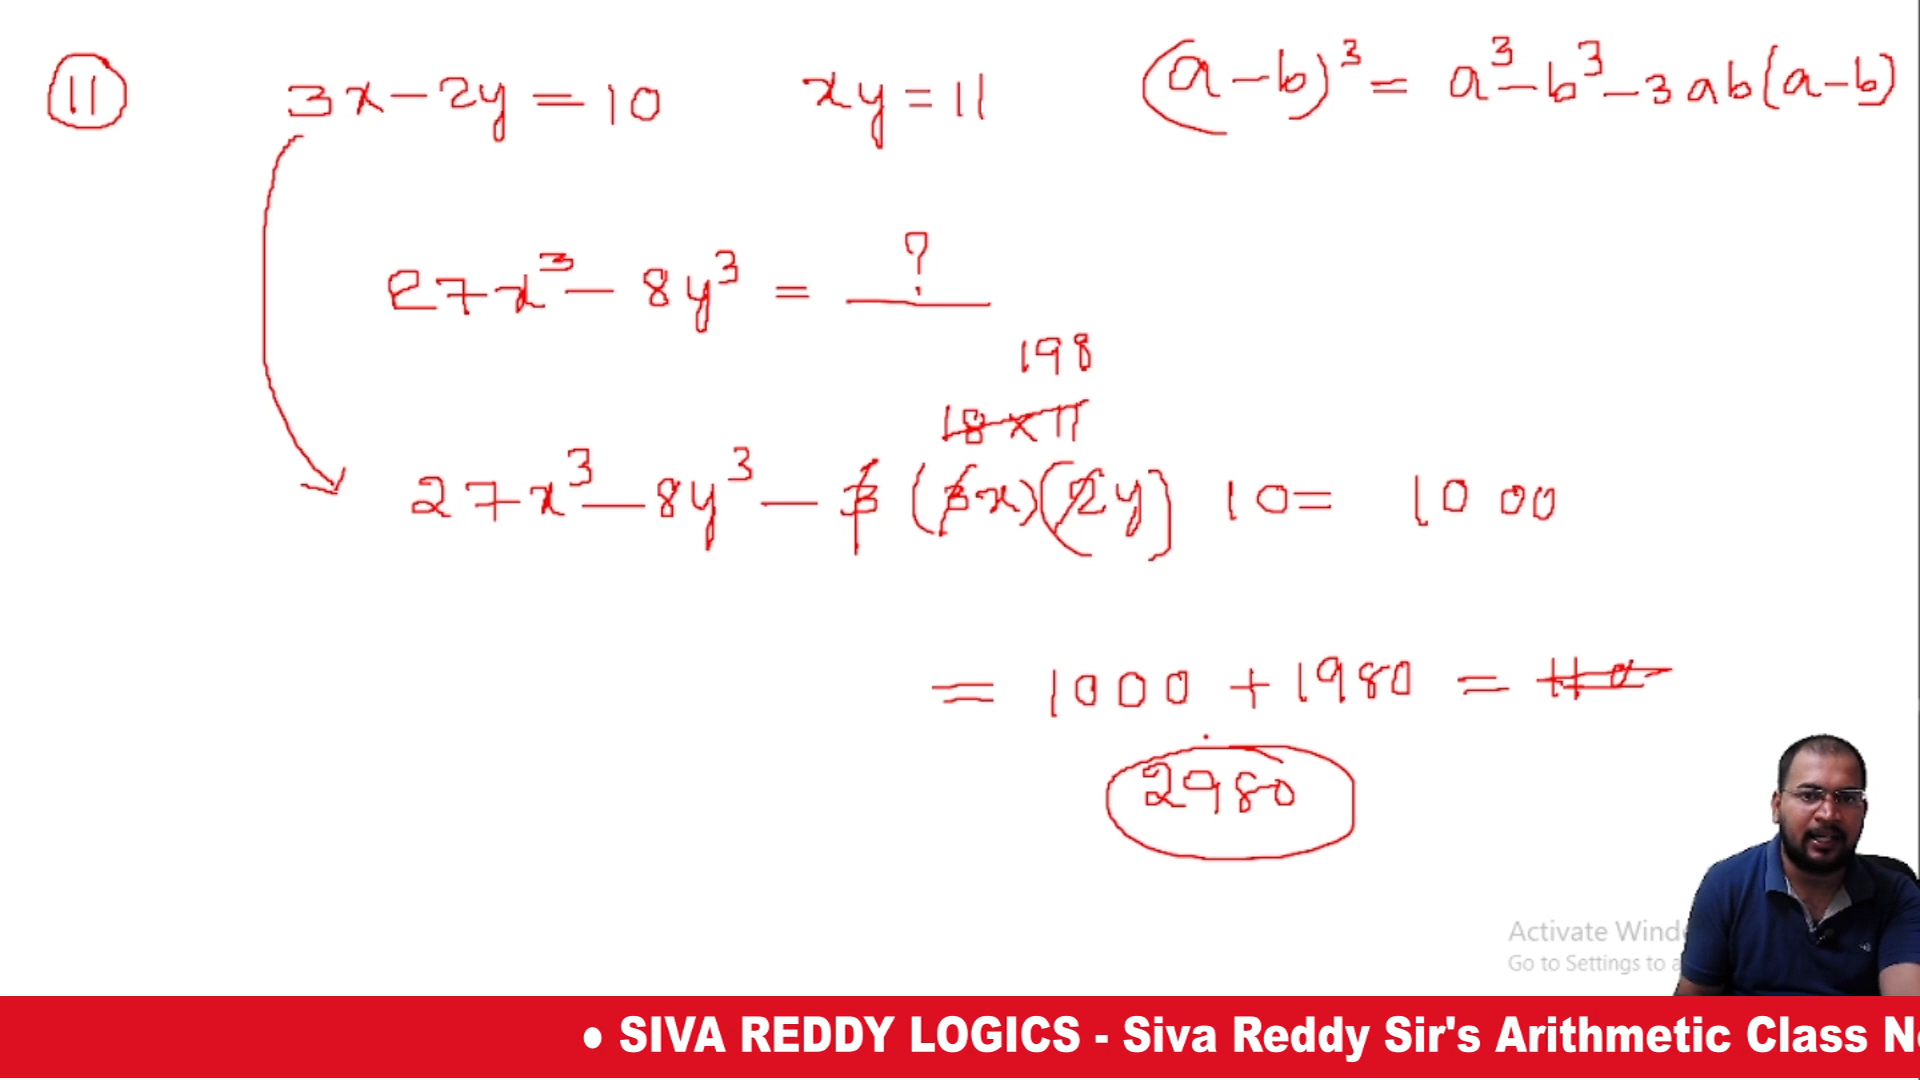 11 3x - 2y = 10 xy = 11 (a-b)³ = a³-b³-3ab(a-b)
27x³ - 8y³ = ?
198
18 x 11
27x³ - 8y³ - 3 (3x)(2y) 10 = 1000
= 1000 + 1980 =
2980
Activate Wind
Go to Settings to a
• SIVA REDDY LOGICS - Siva Reddy Sir's Arithmetic Class N